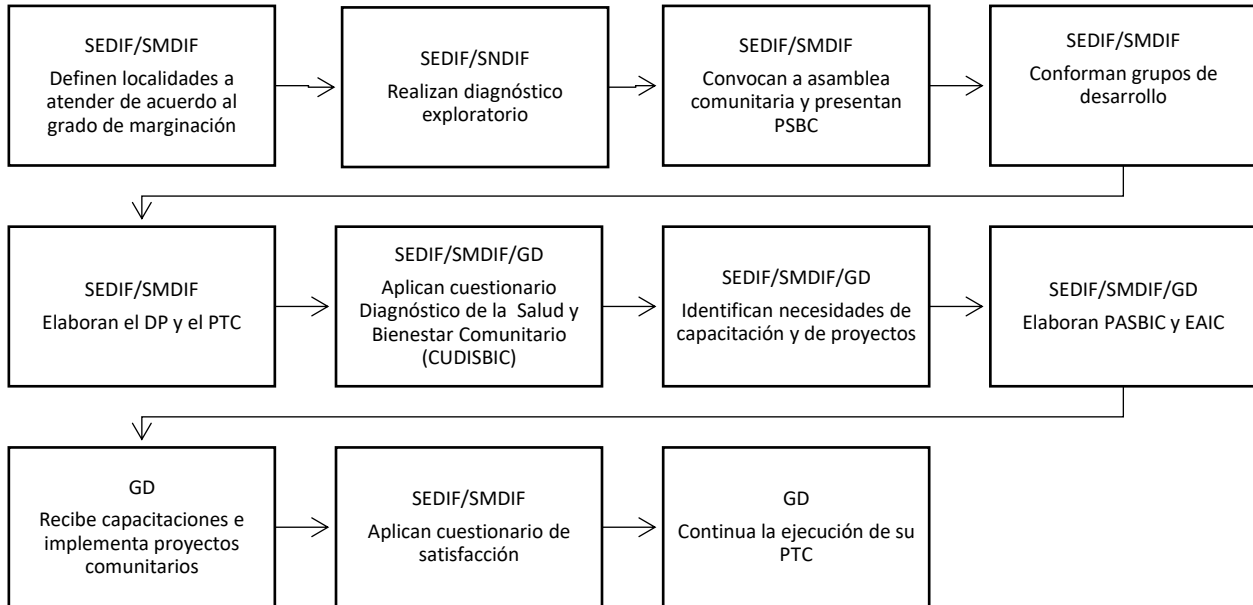 SEDIF/SMDIF
Definen localidades a
atender de acuerdo al
grado de marginación
SEDIF/SNDIF
Realizan diagnóstico
exploratorio
SEDIF/SMDIF
Convocan a asamblea
comunitaria y presentan
PSBC
SEDIF/SMDIF
Conforman grupos de
desarrollo
SEDIF/SMDIF
Elaboran el DP y el PTC
SEDIF/SMDIF/GD
Aplican cuestionario
Diagnóstico de la Salud y
Bienestar Comunitario
(CUDISBIC)
SEDIF/SMDIF/GD
Identifican necesidades de
capacitación y de proyectos
SEDIF/SMDIF/GD
Elaboran PASBIC y EAIC
GD
Recibe capacitaciones e
implementa proyectos
comunitarios
SEDIF/SMDIF
Aplican cuestionario de
satisfacción
GD
Continua la ejecución de su
PTC